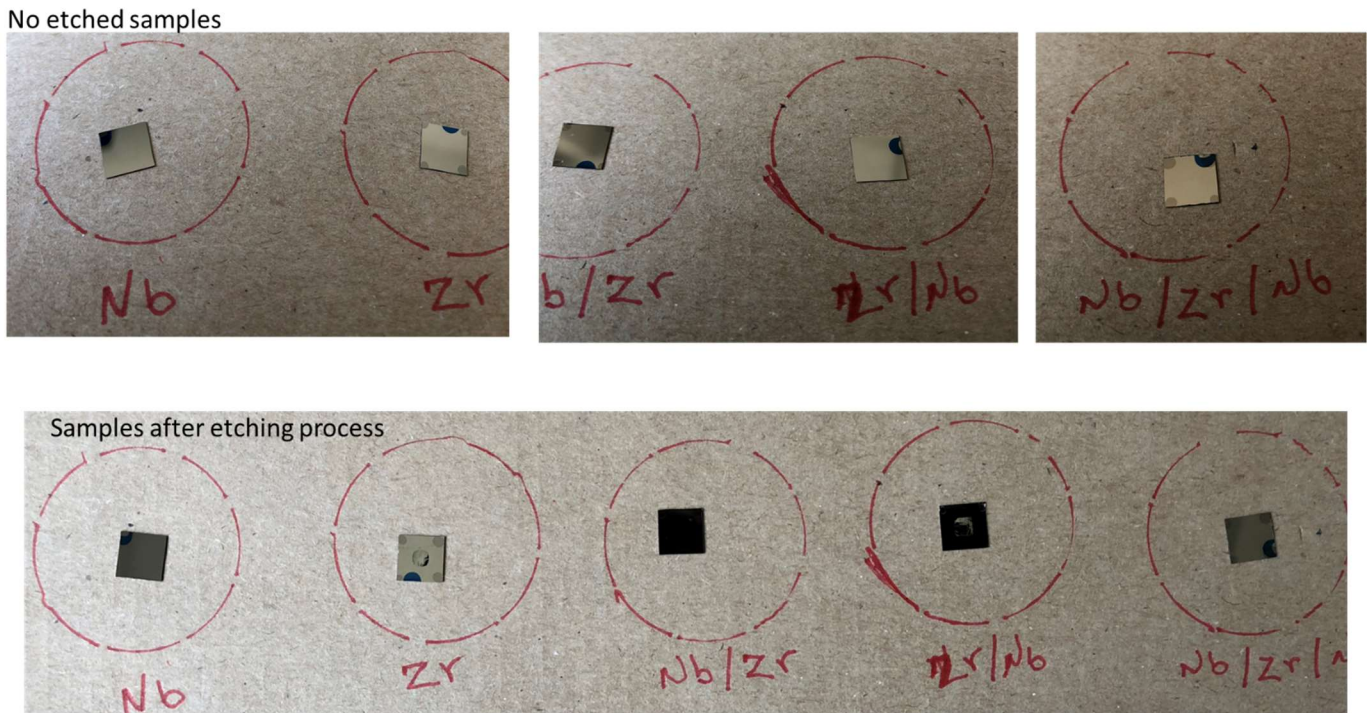 No etched samples
Nb
Zr
b/Zr
Zr/Nb
Nb/Zr/Nb
Samples after etching process
Nb
Zr
Nb/Zr
Zr/Nb
Nb/Zr/N